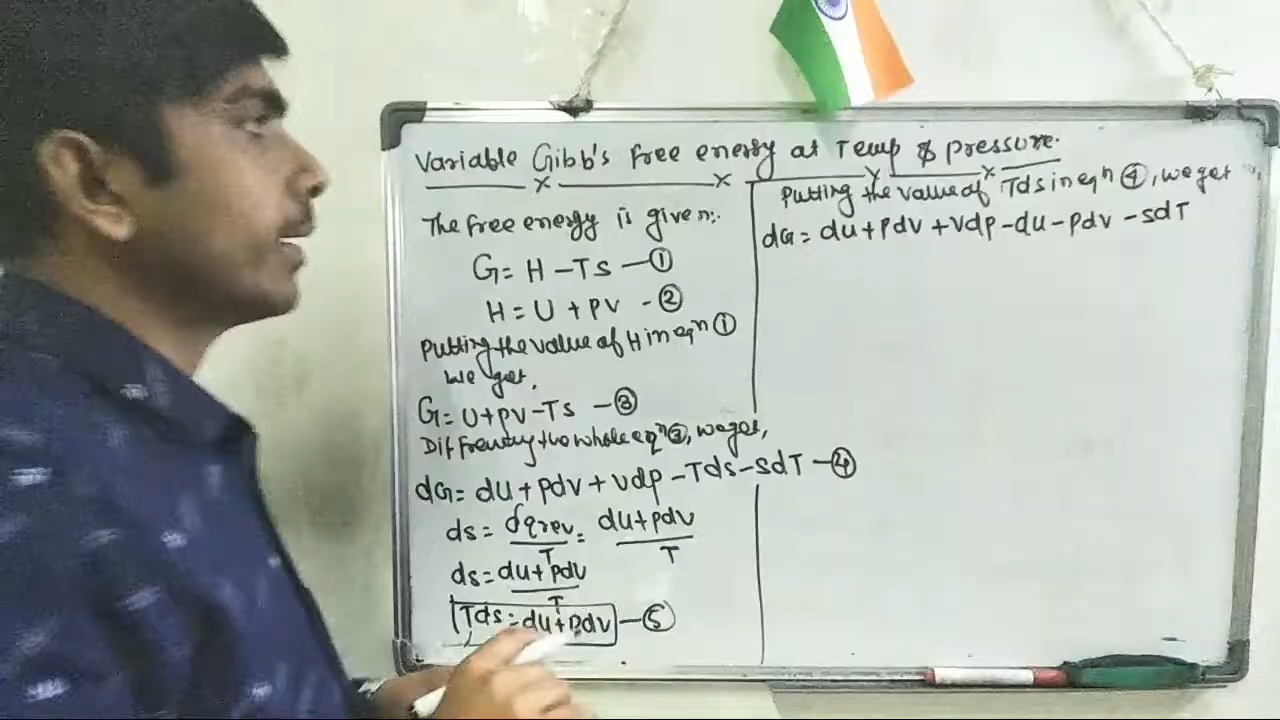 Variable Gibb's free energy at Temp & pressure.
The free energy is given:
G = H - TS - ①
H = U + PV - ②
Putting the value of H in eqn ①
we get,
G = U + PV - TS - ③
Diffrenting the whole eqn ③, we get,
dG = du + pdv + vdp - Tds - SdT - ④
ds = dqrev/T = du + pdv/T
ds = du + pdv/T
Tds = du + pdv - ⑤
Putting the value of Tds in eqn ④, we get
dG = du + pdv + vdp - du - pdv - sdT